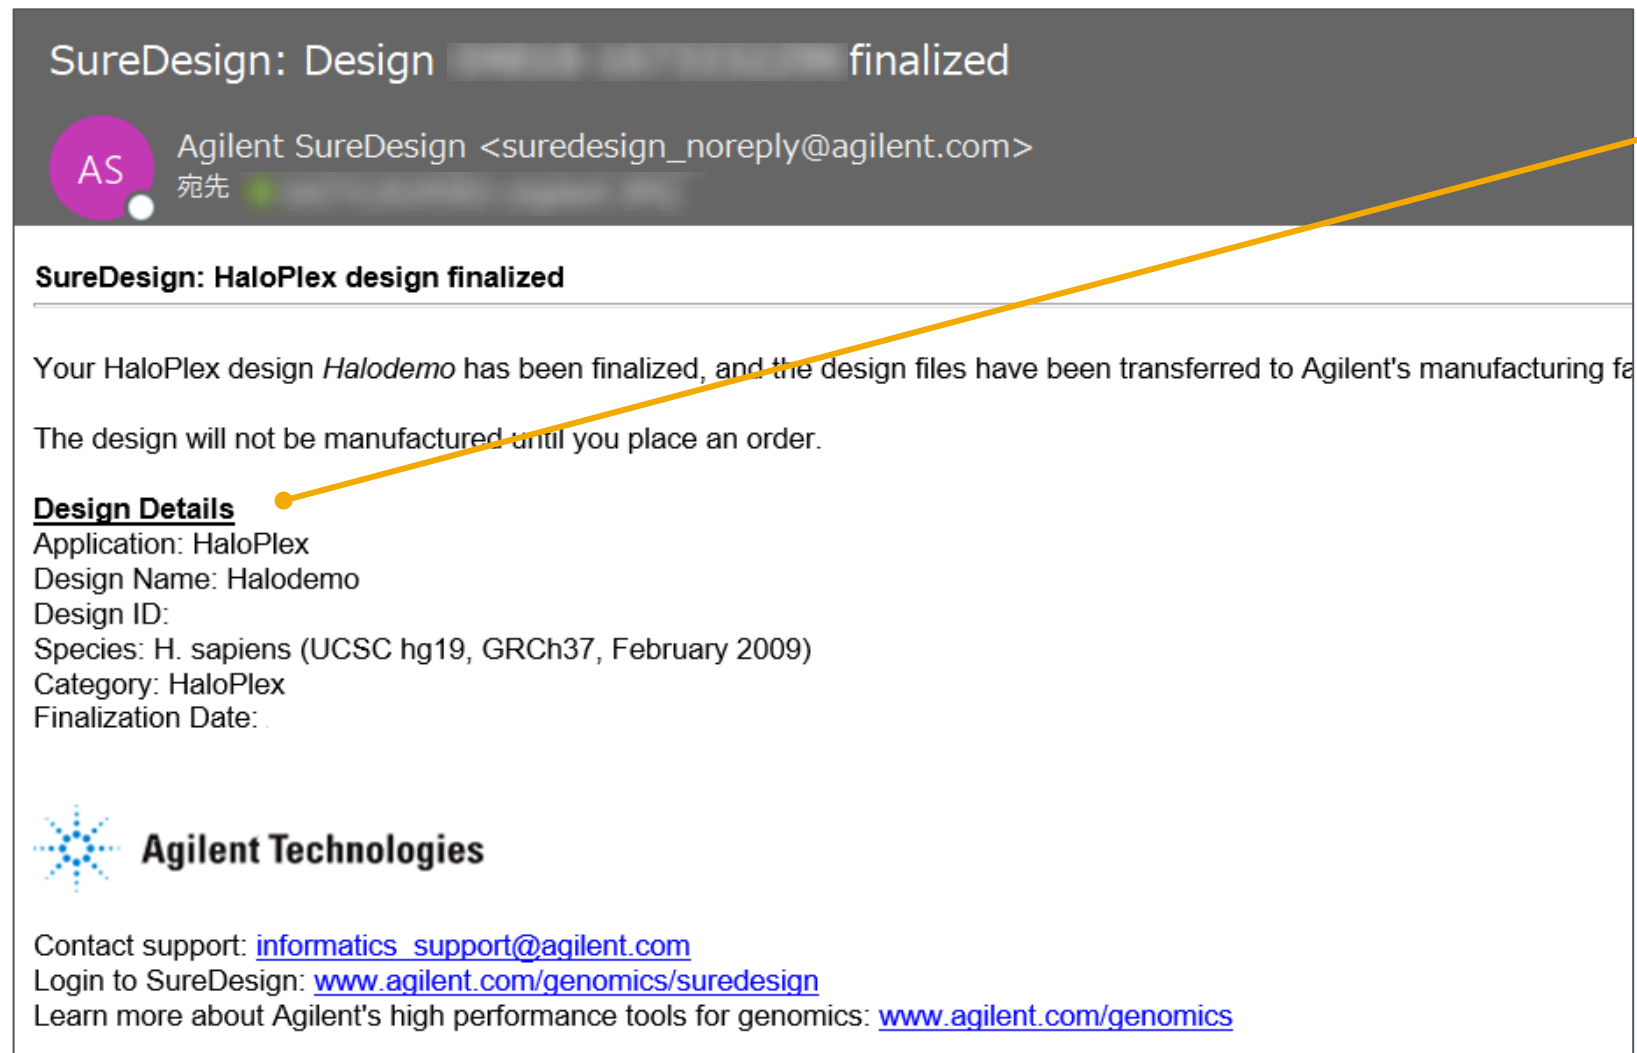 SureDesign: Design finalized
AS
Agilent SureDesign <suredesign_noreply@agilent.com>
宛先
SureDesign: HaloPlex design finalized
Your HaloPlex design Halodemo has been finalized, and the design files have been transferred to Agilent's manufacturing
The design will not be manufactured until you place an order.
Design Details
Application: HaloPlex
Design Name: Halodemo
Design ID:
Species: H. sapiens (UCSC hg19, GRCh37, February 2009)
Category: HaloPlex
Finalization Date:
Agilent Technologies
Contact support: informatics_support@agilent.com
Login to SureDesign: www.agilent.com/genomics/suredesign
Learn more about Agilent's high performance tools for genomics: www.agilent.com/genomics